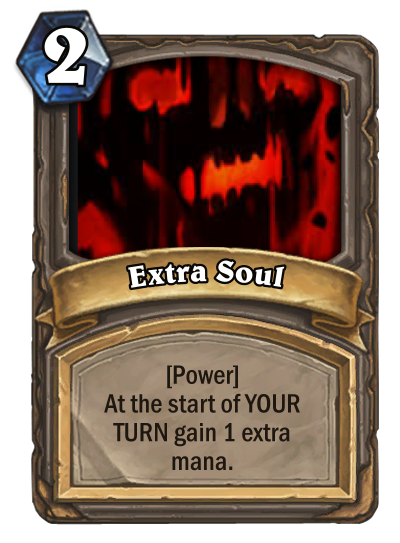 2
Extra Soul
[Power]
At the start of YOUR
TURN gain 1 extra
mana.